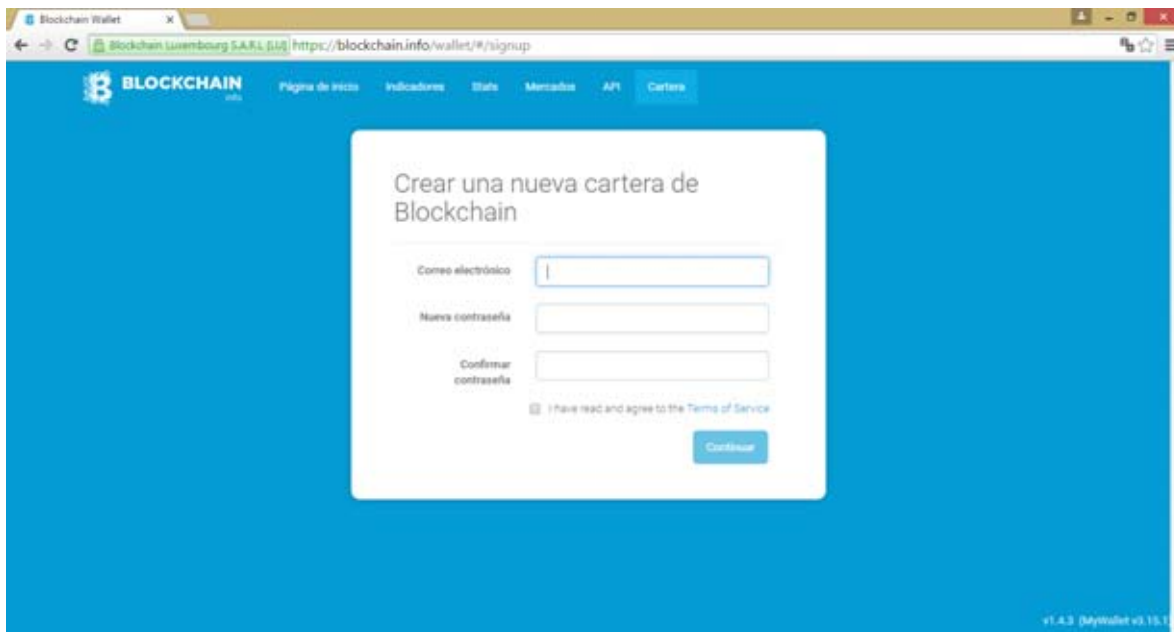 Blockchain Wallet
Blockchain Luxembourg S.A.R.L [LU] https://blockchain.info/wallet/#/signup
BLOCKCHAIN
info
Página de inicio Indicadores Stats Mercados API Cartera
Crear una nueva cartera de
Blockchain
Correo electrónico
Nueva contraseña
Confirmar
contraseña
I have read and agree to the Terms of Service
Continuar
v1.4.3 (MyWallet v3.15.1